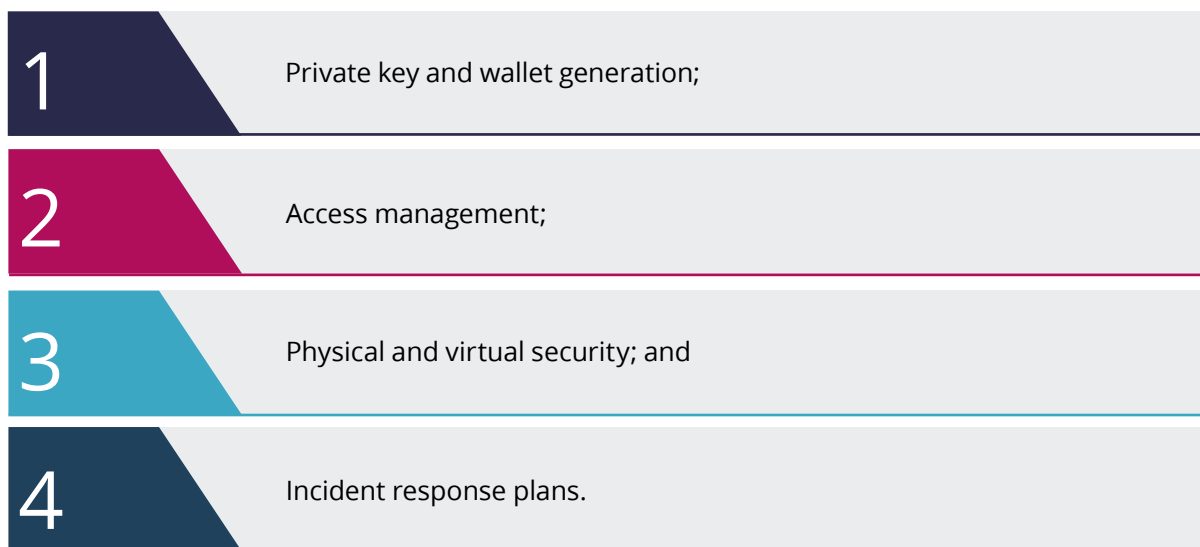 1
Private key and wallet generation;
2
Access management;
3
Physical and virtual security; and
4
Incident response plans.